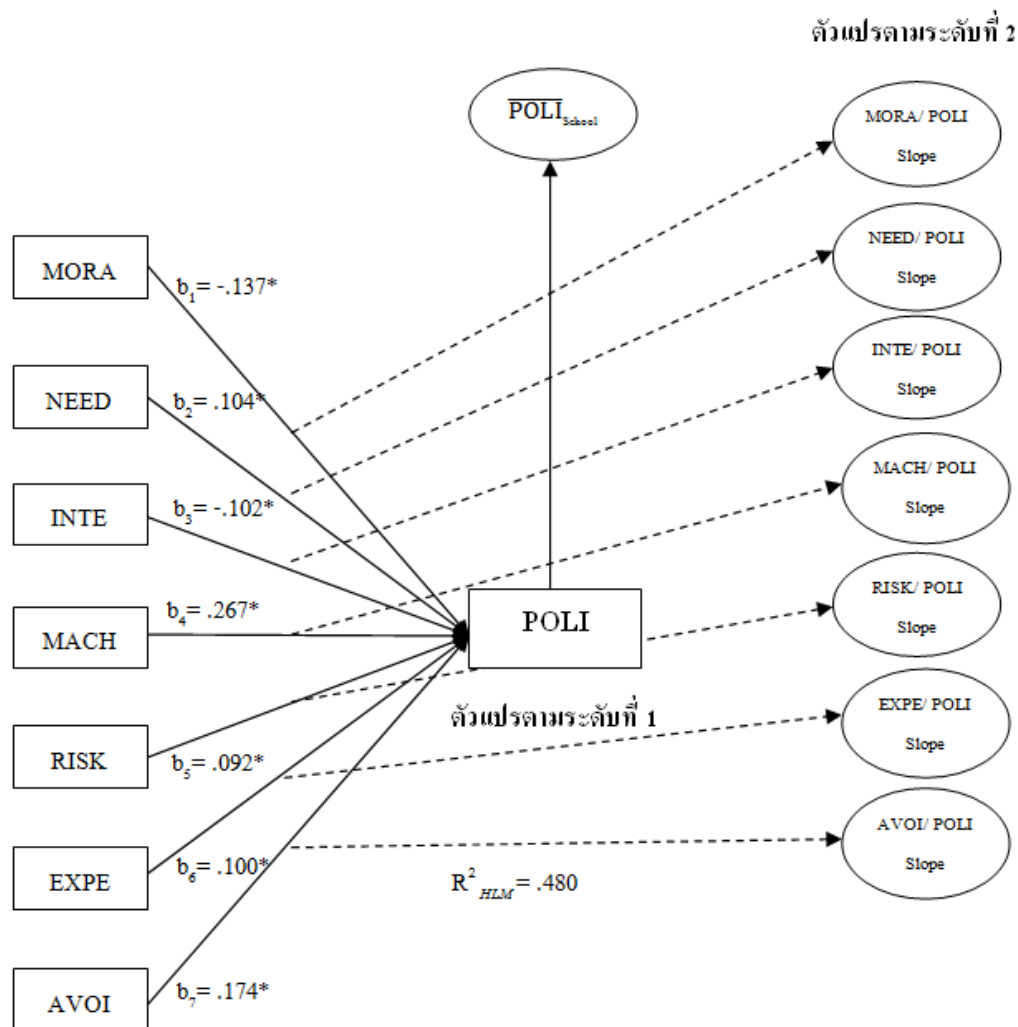 ตัวแปรตามระดับที่ 2
POLI School
MORA/ POLI
Slope
NEED/ POLI
Slope
INTE/ POLI
Slope
MACH/ POLI
Slope
RISK/ POLI
Slope
EXPE/ POLI
Slope
AVOI/ POLI
Slope
MORA
b1= -.137*
NEED
b2= .104*
INTE
b3= -.102*
MACH
b4= .267*
RISK
b5= .092*
EXPE
b6= .100*
AVOI
b7= .174*
POLI
ตัวแปรตามระดับที่ 1
R2 HLM = .480